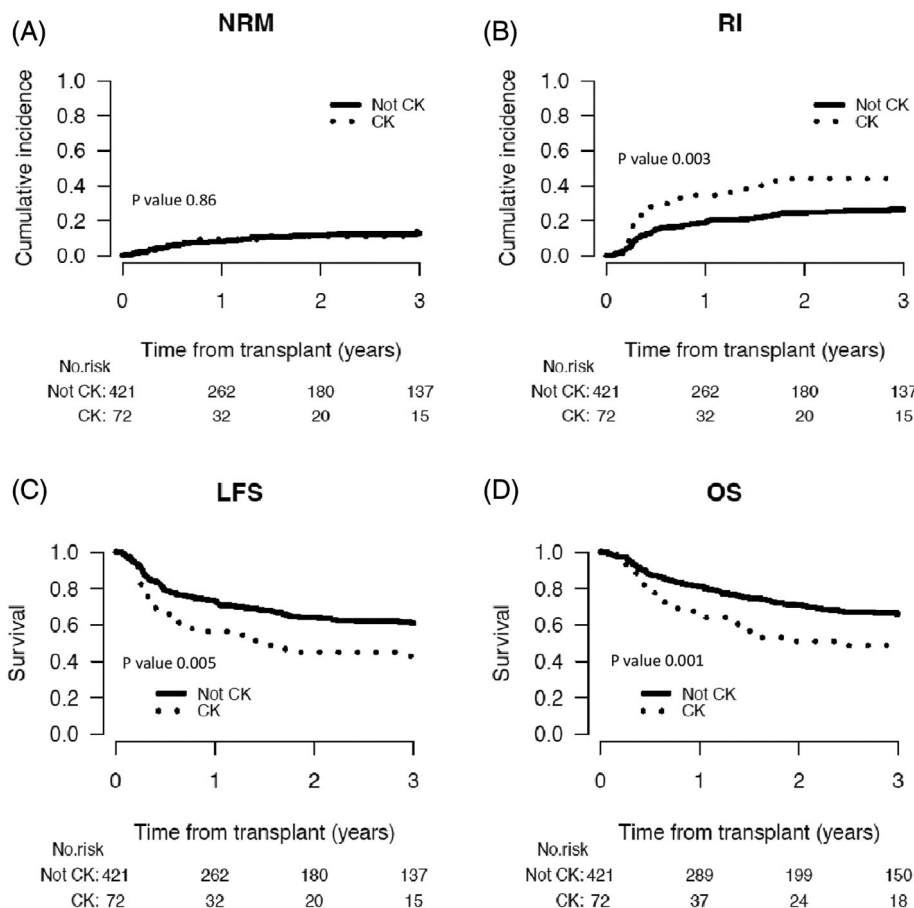 (A) NRM
Cumulative incidence
1.0
0.8
0.6
0.4
0.2
0.0
Not CK
CK
P value 0.86
0 1 2 3
Time from transplant (years)
No.risk
Not CK: 421 262 180 137
CK: 72 32 20 15
(B) RI
Cumulative incidence
1.0
0.8
0.6
0.4
0.2
0.0
Not CK
CK
P value 0.003
0 1 2 3
Time from transplant (years)
No.risk
Not CK: 421 262 180 137
CK: 72 32 20 15
(C) LFS
Survival
1.0
0.8
0.6
0.4
0.2
0.0
P value 0.005
Not CK
CK
0 1 2 3
Time from transplant (years)
No.risk
Not CK: 421 262 180 137
CK: 72 32 20 15
(D) OS
Survival
1.0
0.8
0.6
0.4
0.2
0.0
P value 0.001
Not CK
CK
0 1 2 3
Time from transplant (years)
No.risk
Not CK: 421 289 199 150
CK: 72 37 24 18